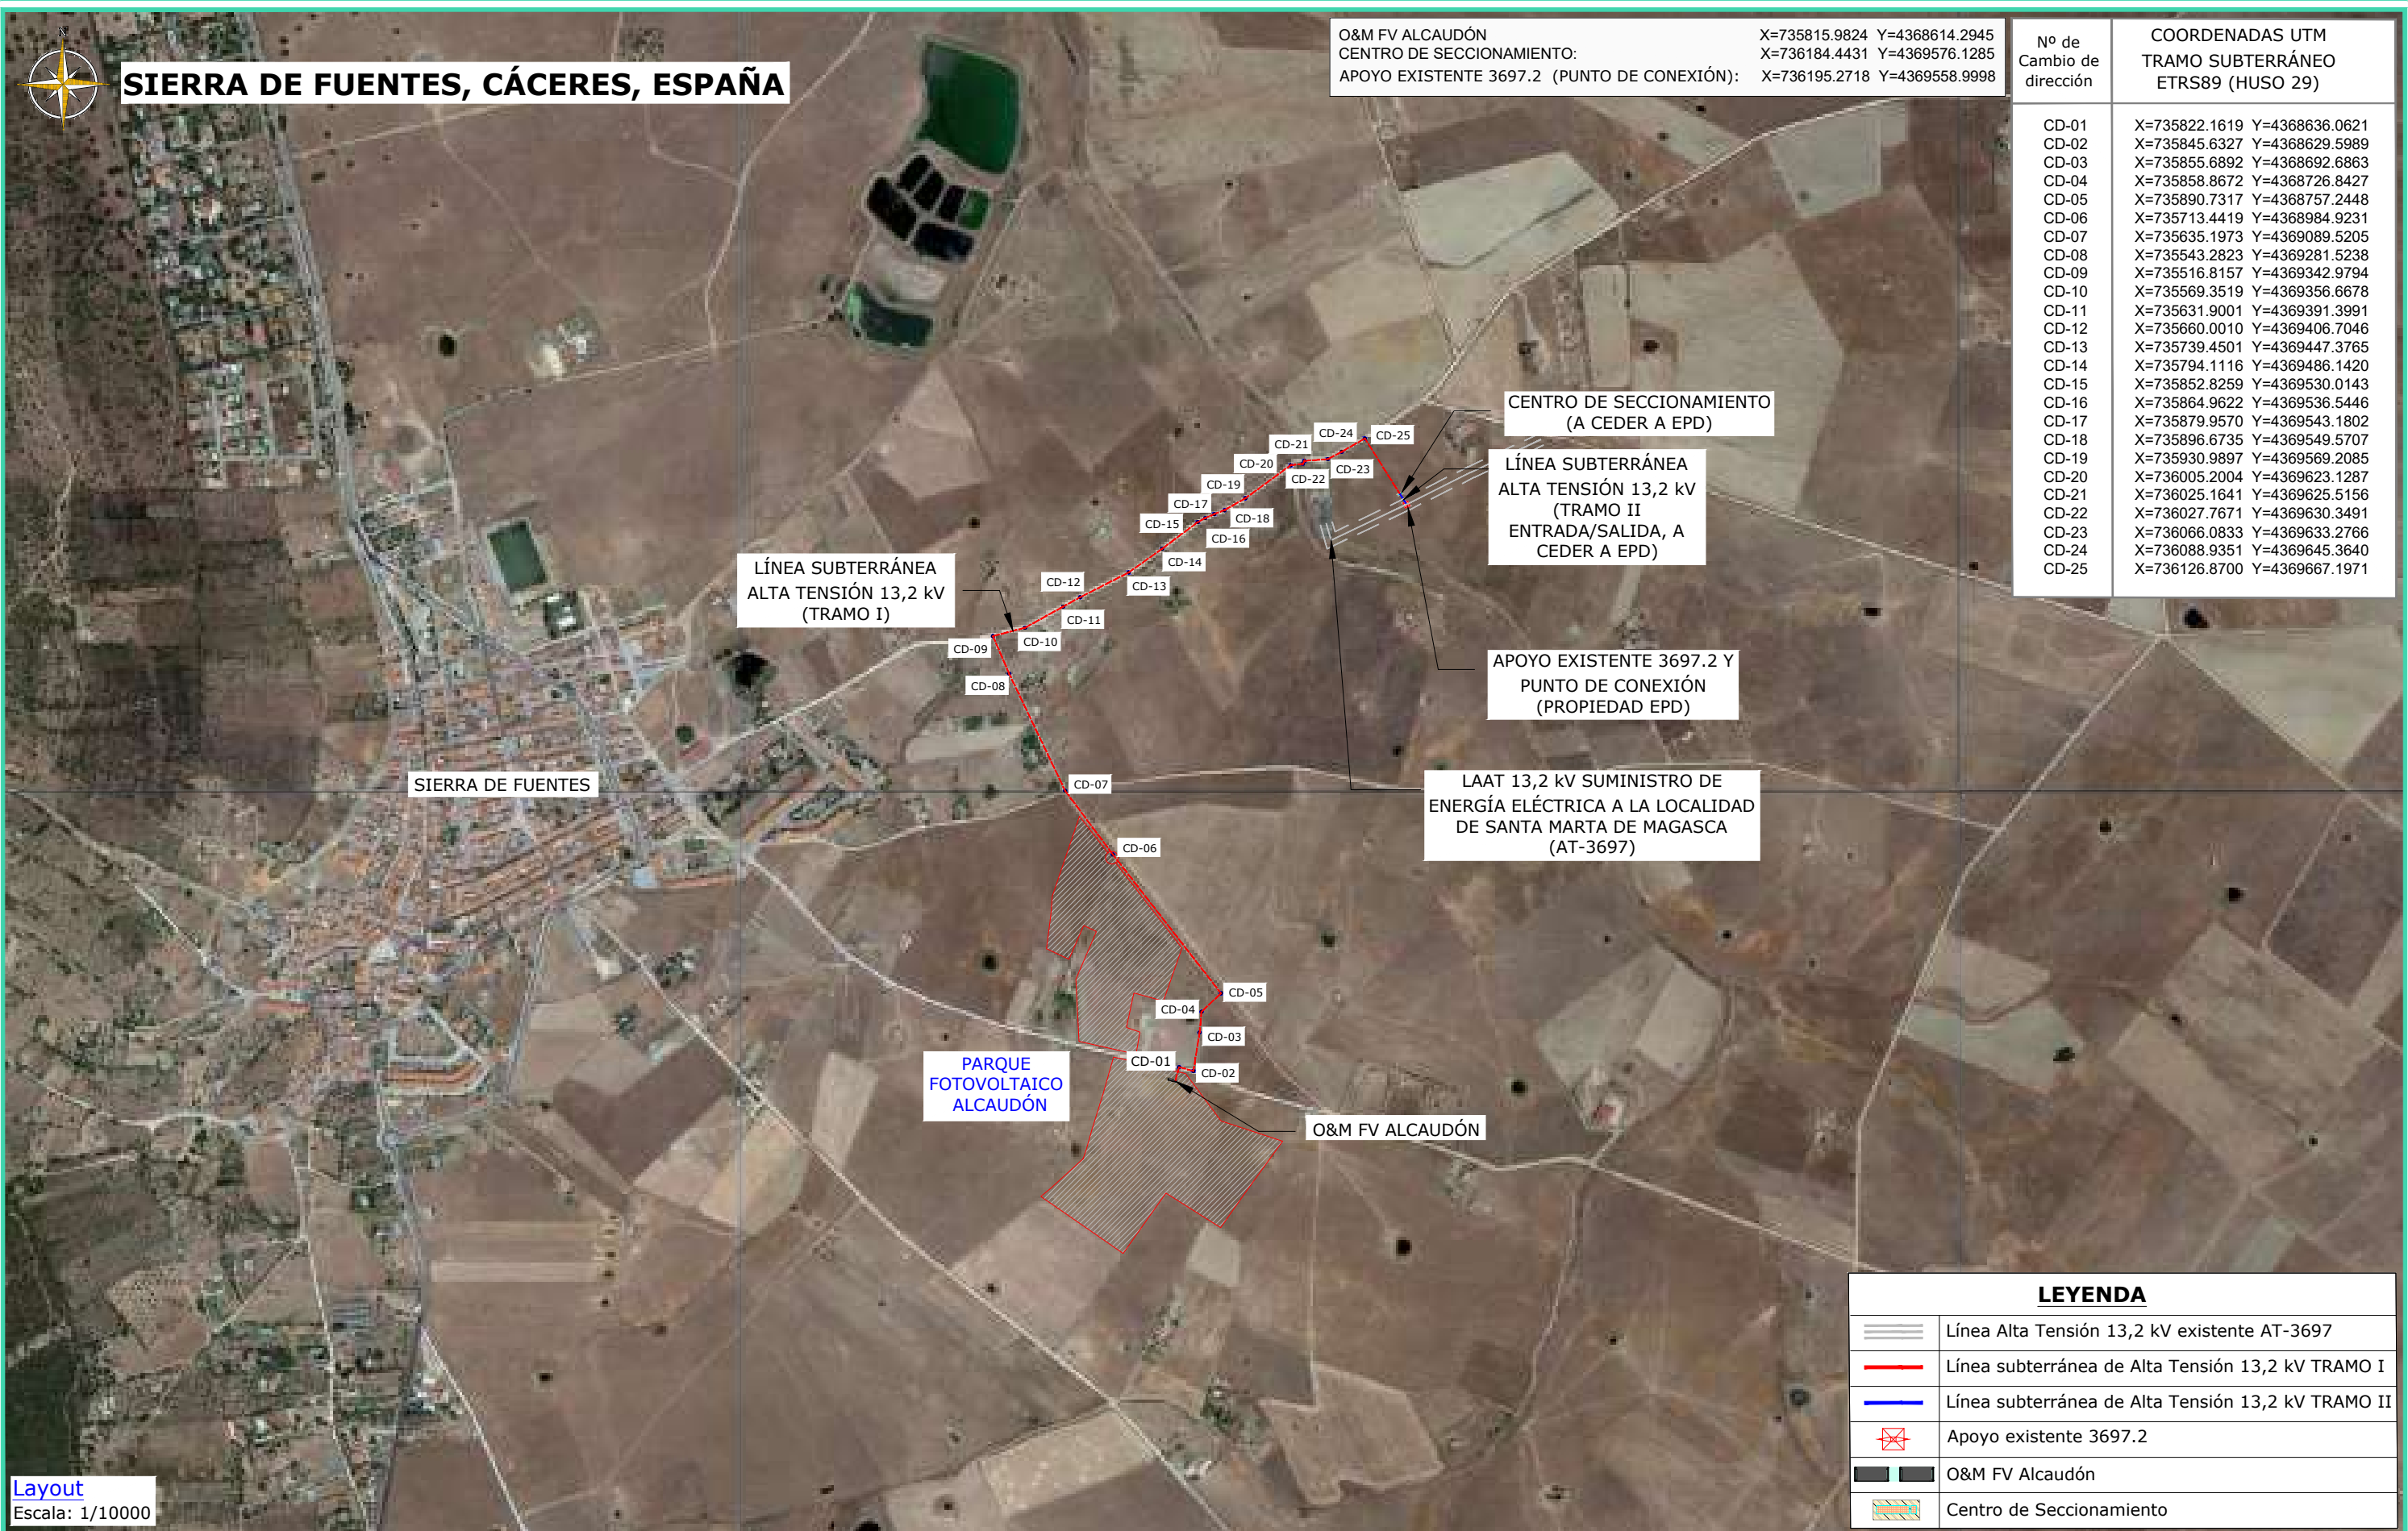 N
SIERRA DE FUENTES, CÁCERES, ESPAÑA
O&M FV ALCAUDÓN X=735815.9824 Y=4368614.2945
CENTRO DE SECCIONAMIENTO: X=736184.4431 Y=4369576.1285
APOYO EXISTENTE 3697.2 (PUNTO DE CONEXIÓN): X=736195.2718 Y=4369558.9998
Nº de
Cambio de
dirección
COORDENADAS UTM
TRAMO SUBTERRÁNEO
ETRS89 (HUSO 29)
CD-01 X=735822.1619 Y=4368636.0621
CD-02 X=735845.6327 Y=4368629.5989
CD-03 X=735855.6892 Y=4368692.6863
CD-04 X=735858.8672 Y=4368726.8427
CD-05 X=735890.7317 Y=4368757.2448
CD-06 X=735713.4419 Y=4368984.9231
CD-07 X=735635.1973 Y=4369089.5205
CD-08 X=735543.2823 Y=4369281.5238
CD-09 X=735516.8157 Y=4369342.9794
CD-10 X=735569.3519 Y=4369356.6678
CD-11 X=735631.9001 Y=4369391.3991
CD-12 X=735660.0010 Y=4369406.7046
CD-13 X=735739.4501 Y=4369447.3765
CD-14 X=735794.1116 Y=4369486.1420
CD-15 X=735852.8259 Y=4369530.0143
CD-16 X=735864.9622 Y=4369536.5446
CD-17 X=735879.9570 Y=4369543.1802
CD-18 X=735896.6735 Y=4369549.5707
CD-19 X=735930.9897 Y=4369569.2085
CD-20 X=736005.2004 Y=4369623.1287
CD-21 X=736025.1641 Y=4369625.5156
CD-22 X=736027.7671 Y=4369630.3491
CD-23 X=736066.0833 Y=4369633.2766
CD-24 X=736088.9351 Y=4369645.3640
CD-25 X=736126.8700 Y=4369667.1971
CENTRO DE SECCIONAMIENTO
(A CEDER A EPD)
CD-24
CD-25
CD-21
CD-20
CD-23
CD-22
LÍNEA SUBTERRÁNEA
ALTA TENSIÓN 13,2 kV
(TRAMO II
ENTRADA/SALIDA, A
CEDER A EPD)
CD-19
CD-17
CD-18
CD-15
CD-16
CD-14
LÍNEA SUBTERRÁNEA
ALTA TENSIÓN 13,2 kV
(TRAMO I)
CD-12
CD-13
CD-11
CD-10
CD-09
CD-08
APOYO EXISTENTE 3697.2 Y
PUNTO DE CONEXIÓN
(PROPIEDAD EPD)
SIERRA DE FUENTES
CD-07
LAAT 13,2 kV SUMINISTRO DE
ENERGÍA ELÉCTRICA A LA LOCALIDAD
DE SANTA MARTA DE MAGASCA
(AT-3697)
CD-06
CD-05
CD-04
CD-03
CD-01
CD-02
PARQUE
FOTOVOLTAICO
ALCAUDÓN
O&M FV ALCAUDÓN
LEYENDA
Línea Alta Tensión 13,2 kV existente AT-3697
Línea subterránea de Alta Tensión 13,2 kV TRAMO I
Línea subterránea de Alta Tensión 13,2 kV TRAMO II
Apoyo existente 3697.2
O&M FV Alcaudón
Centro de Seccionamiento
Layout
Escala: 1/10000